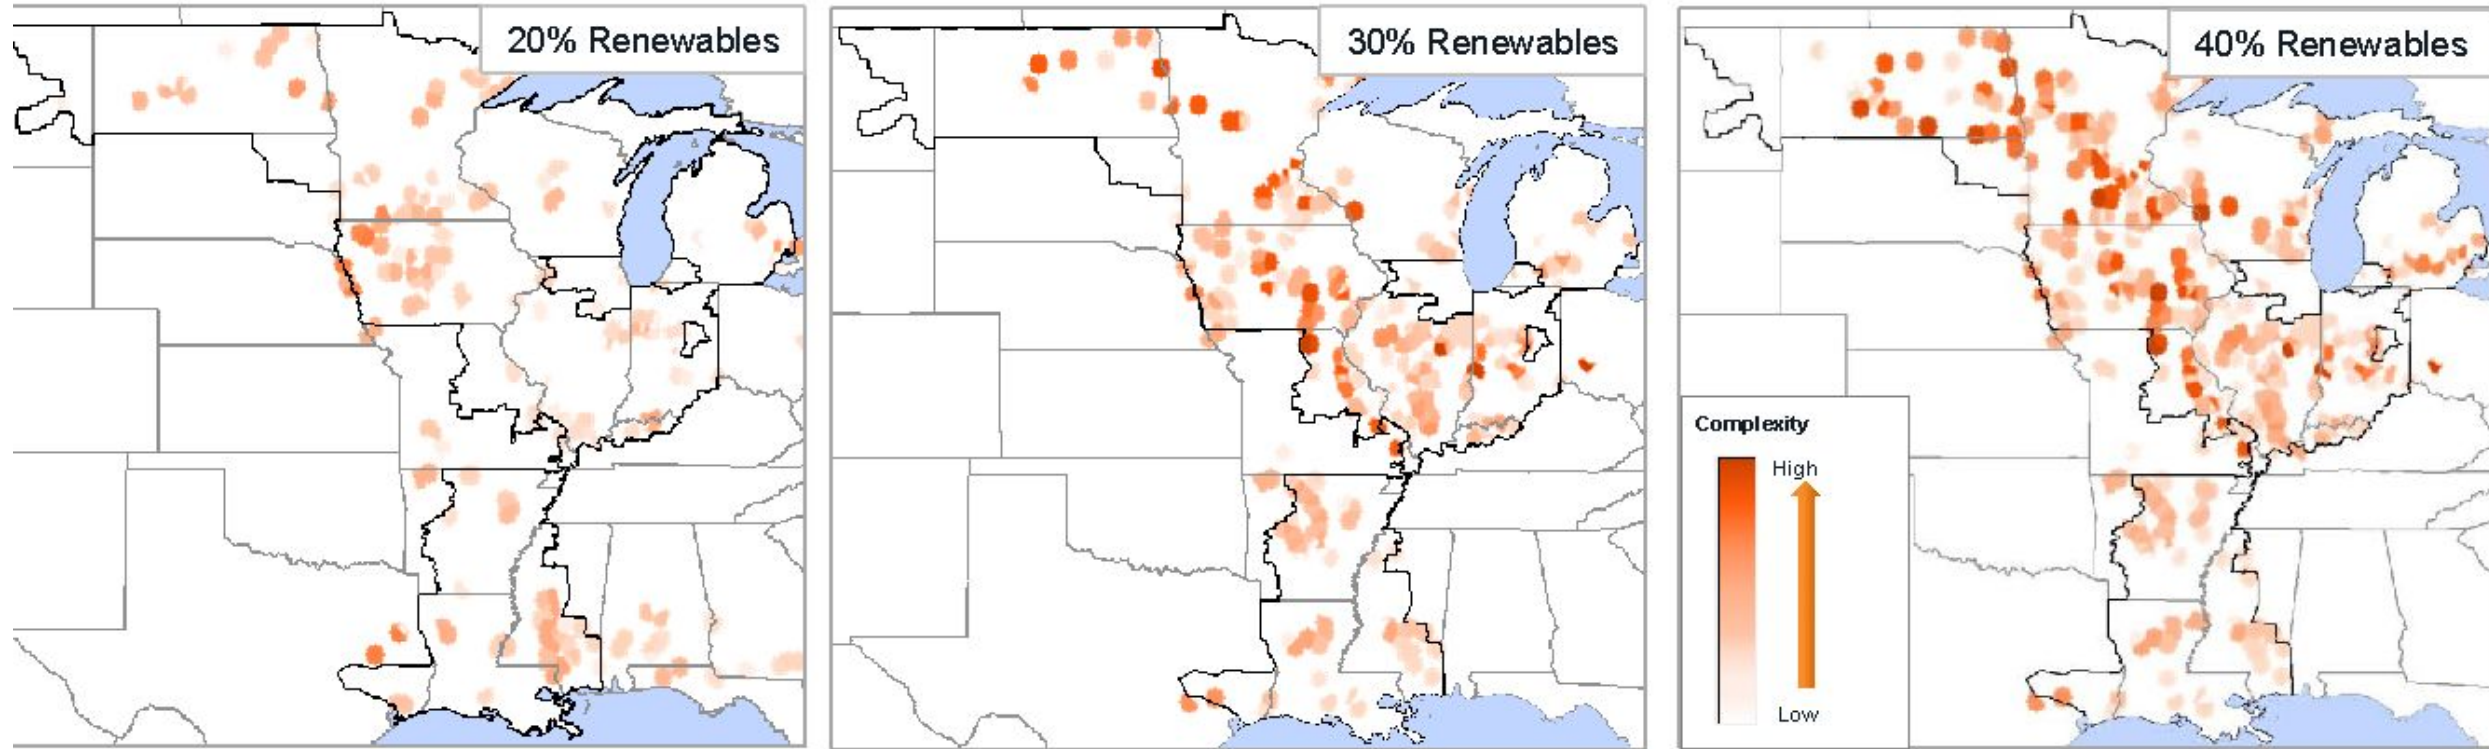 20% Renewables
30% Renewables
40% Renewables
Complexity
High
Low